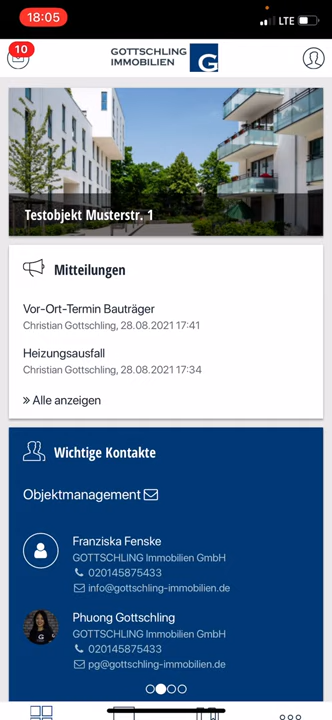 18:05
LTE
10
GOTTSCHLING
IMMOBILIEN
G
Testobjekt Musterstr. 1
Mitteilungen
Vor-Ort-Termin Bauträger
Christian Gottschling, 28.08.2021 17:41
Heizungsausfall
Christian Gottschling, 28.08.2021 17:34
» Alle anzeigen
Wichtige Kontakte
Objektmanagement
Franziska Fenske
GOTTSCHLING Immobilien GmbH
020145875433
info@gottschling-immobilien.de
Phuong Gottschling
GOTTSCHLING Immobilien GmbH
020145875433
pg@gottschling-immobilien.de